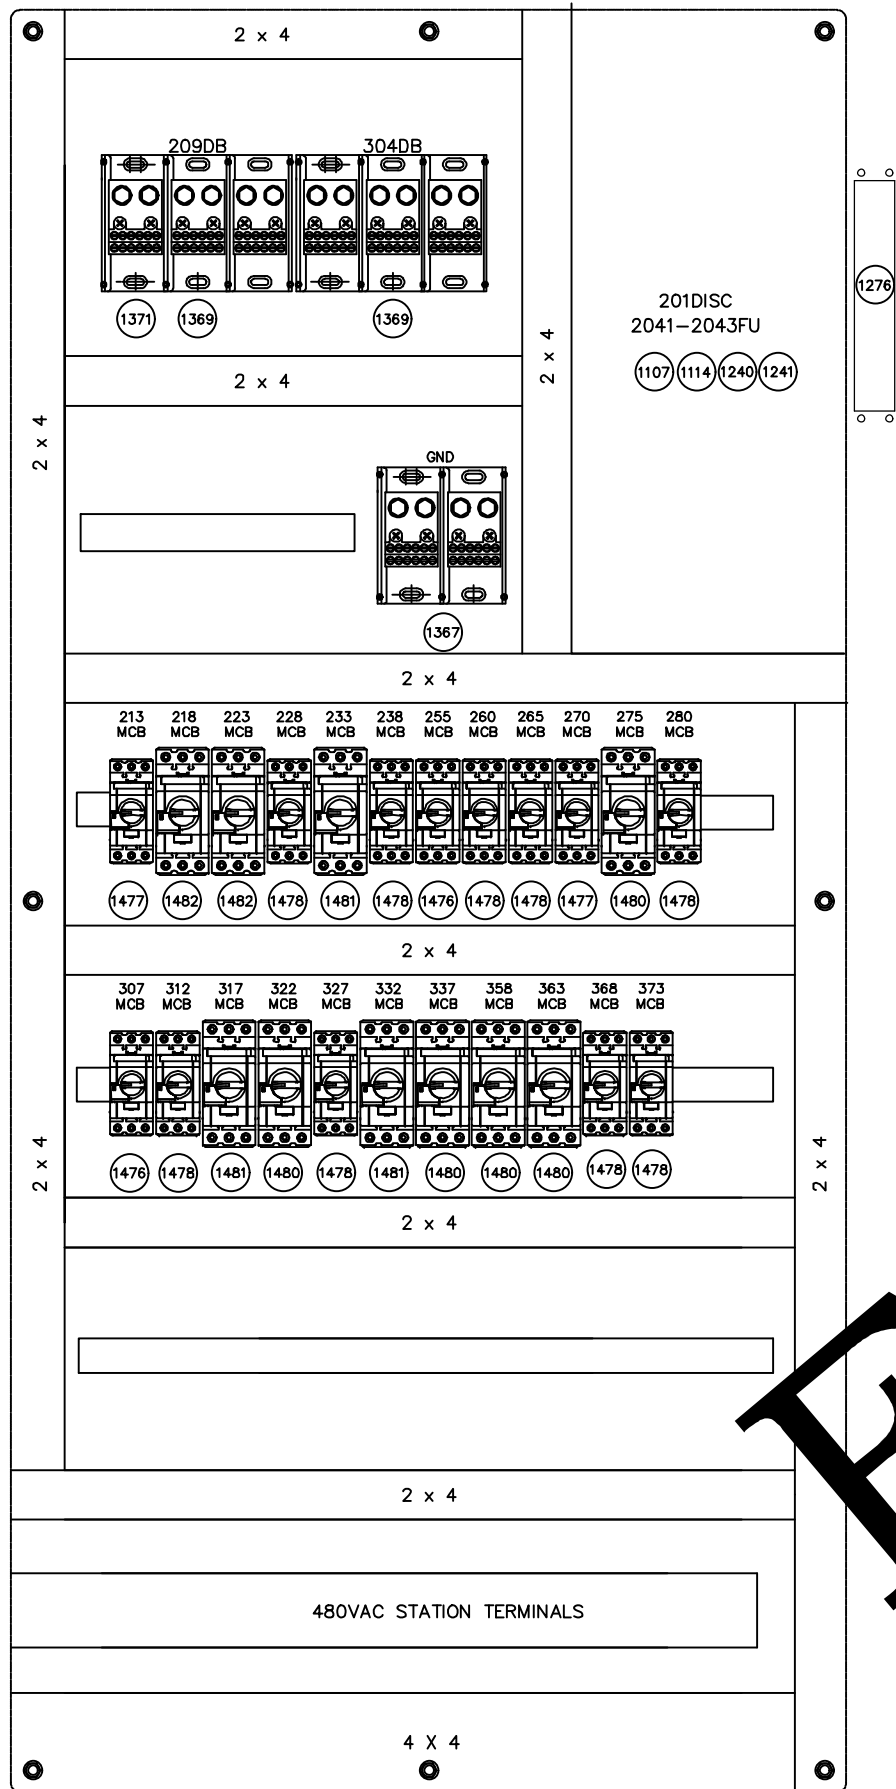 2 x 4
209DB 304DB
1371 1369 1369
1276
201DISC
2041-2043FU
1107 1114 1240 1241
2 x 4
2 x 4
2 x 4
GND
1367
2 x 4
213 218 223 228 233 238 255 260 265 270 275 280
MCB MCB MCB MCB MCB MCB MCB MCB MCB MCB MCB MCB
1477 1482 1482 1478 1481 1478 1476 1478 1478 1477 1480 1478
2 x 4
307 312 317 322 327 332 337 358 363 368 373
MCB MCB MCB MCB MCB MCB MCB MCB MCB MCB MCB
1476 1478 1481 1480 1478 1481 1480 1480 1480 1478 1478
2 x 4
2 x 4
2 x 4
2 x 4
480VAC STATION TERMINALS
4 X 4